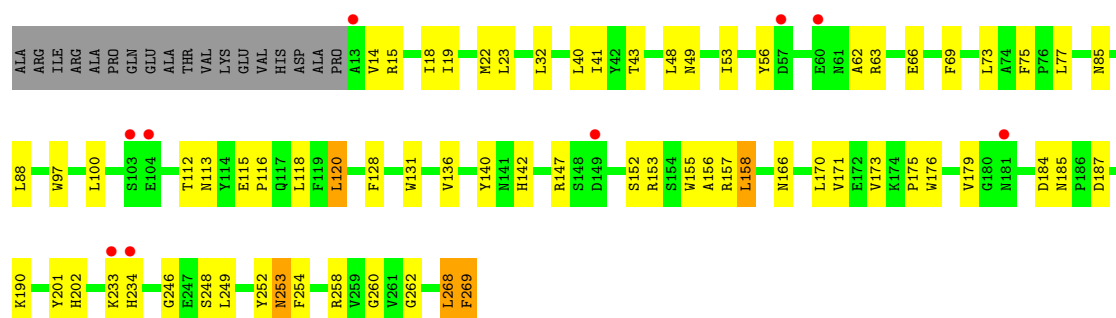 ALA ARG ILE ARG ALA PRO GLN GLU ALA THR VAL LYS GLU VAL HIS ASP ALA PRO A13 V14 R15 I18 I19 M22 L23 L32 L40 I41 Y42 T43 L48 N49 I53 Y56 D57 E60 N61 A62 R63 E66 F69 L73 A74 F75 P76 L77 N85
L88 W97 L100 S103 E104 T112 N113 Y114 E115 P116 Q117 L118 F119 L120 F128 W131 V136 Y140 N141 H142 R147 S148 D149 S152 R153 S154 W155 A156 R157 L158 N166 L170 V171 E172 V173 K174 P175 W176 V179 G180 N181 D184 N185 P186 D187
K190 Y201 H202 K233 H234 G246 E247 S248 L249 Y252 N253 F254 R258 V259 G260 V261 G262 L268 F269